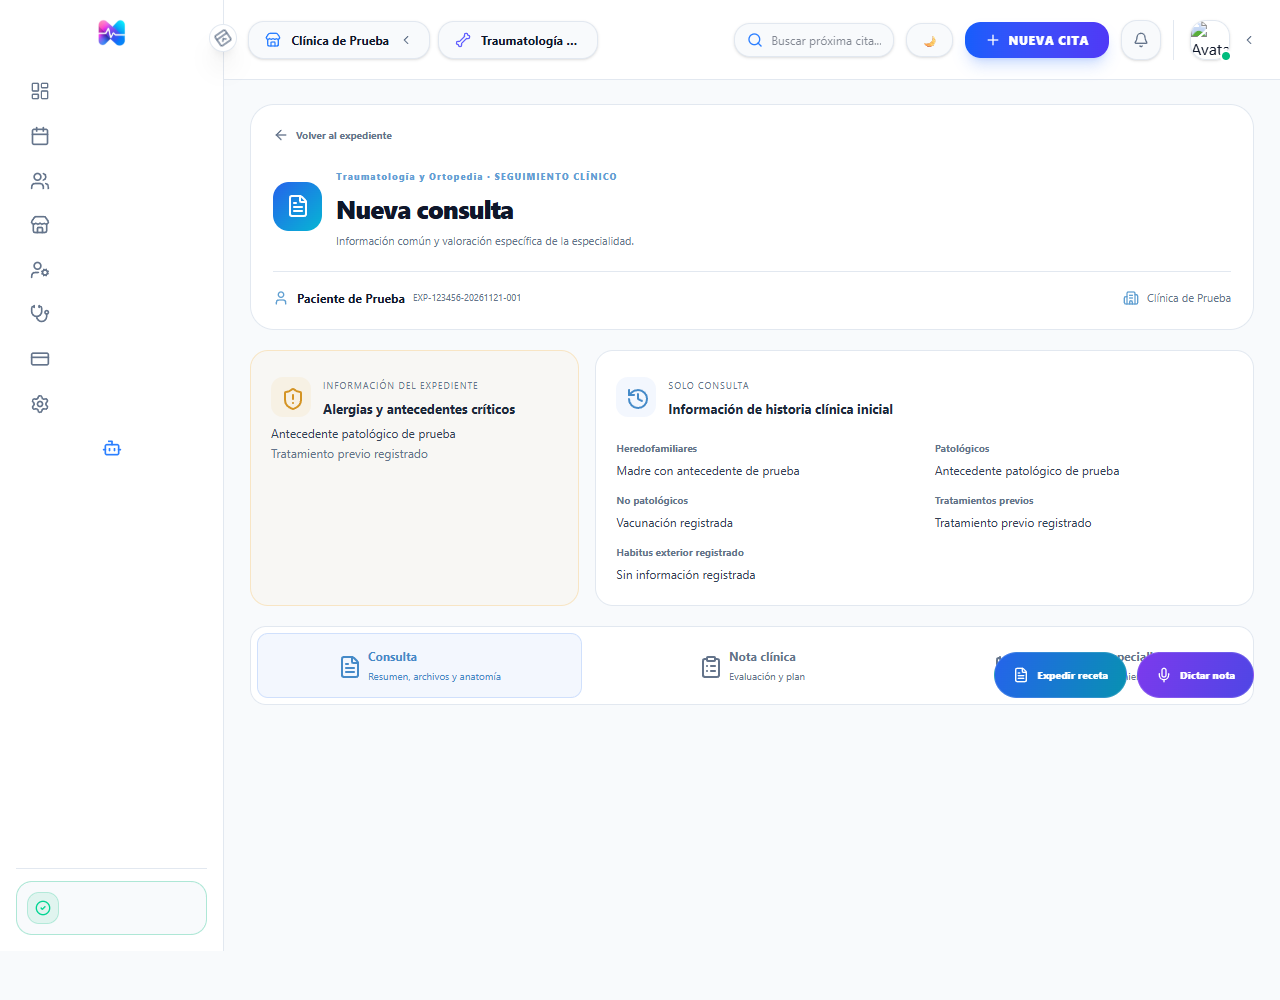 Clínica de Prueba
Traumatología ...
Buscar próxima cita...
NUEVA CITA
Avata
Volver al expediente
Traumatología y Ortopedia · SEGUIMIENTO CLÍNICO
Nueva consulta
Información común y valoración específica de la especialidad.
Paciente de Prueba EXP-123456-20261121-001
Clínica de Prueba
INFORMACIÓN DEL EXPEDIENTE
Alergias y antecedentes críticos
Antecedente patológico de prueba
Tratamiento previo registrado
SOLO CONSULTA
Información de historia clínica inicial
Heredofamiliares
Madre con antecedente de prueba
Patológicos
Antecedente patológico de prueba
No patológicos
Vacunación registrada
Tratamientos previos
Tratamiento previo registrado
Habitus exterior registrado
Sin información registrada
Consulta
Resumen, archivos y anatomía
Nota clínica
Evaluación y plan
Expedir receta
Dictar nota